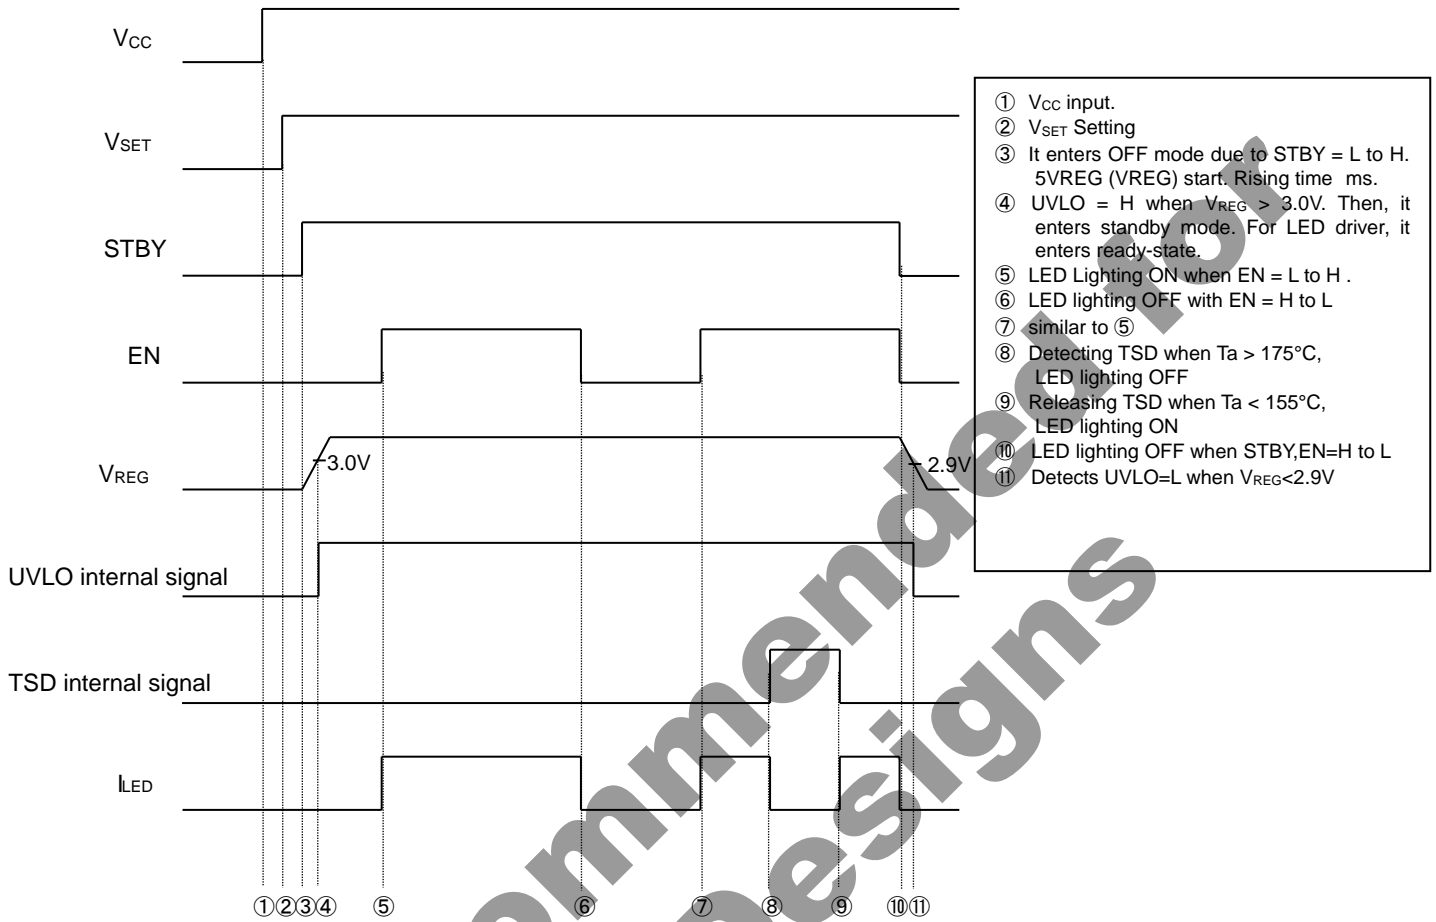 VCC
VSET
STBY
EN
VREG
3.0V
2.9V
UVLO internal signal
TSD internal signal
ILED
①②③④ ⑤ ⑥ ⑦ ⑧ ⑨ ⑩⑪
① VCC input.
② VSET Setting
③ It enters OFF mode due to STBY = L to H.
5VREG (VREG) start. Rising time ms.
④ UVLO = H when VREG > 3.0V. Then, it
enters standby mode. For LED driver, it
enters ready-state.
⑤ LED Lighting ON when EN = L to H .
⑥ LED lighting OFF with EN = H to L
⑦ similar to ⑤
⑧ Detecting TSD when Ta > 175°C,
LED lighting OFF
⑨ Releasing TSD when Ta < 155°C,
LED lighting ON
⑩ LED lighting OFF when STBY,EN=H to L
⑪ Detects UVLO=L when VREG<2.9V
ommended for
esigns